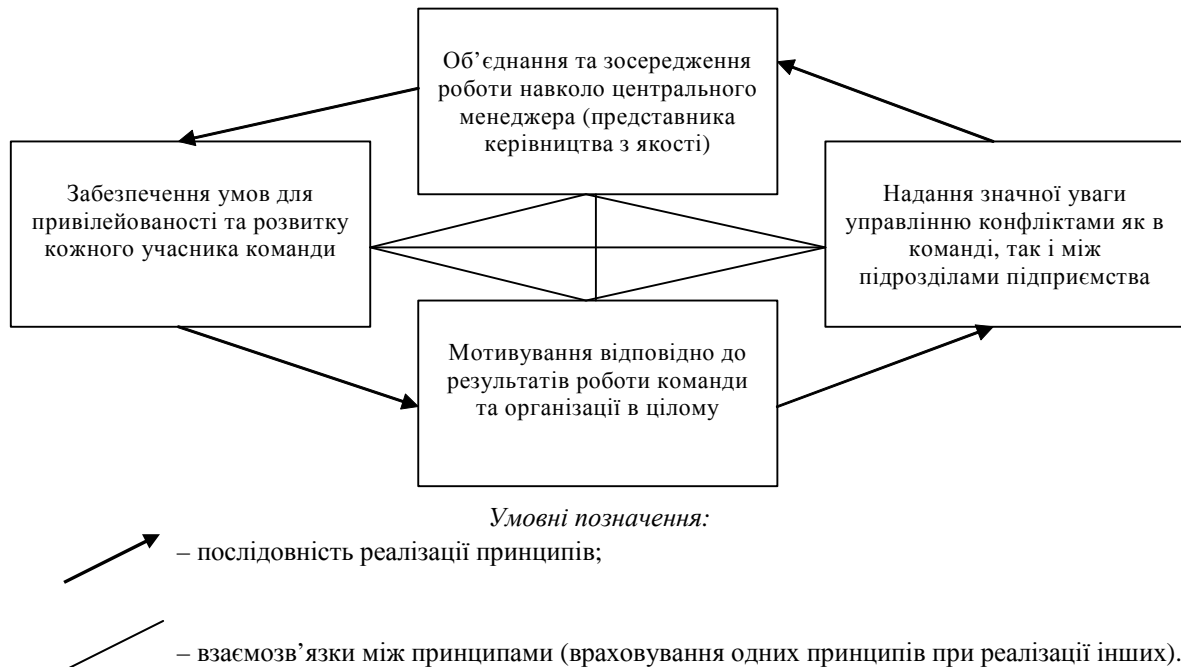 Об’єднання та зосередження
роботи навколо центрального
менеджера (представника
керівництва з якості)
Забезпечення умов для
привілейованості та розвитку
кожного учасника команди
Надання значної уваги
управлінню конфліктами як в
команді, так і між
підрозділами підприємства
Мотивування відповідно до
результатів роботи команди
та організації в цілому
Умовні позначення:
– послідовність реалізації принципів;
– взаємозв’язки між принципами (враховування одних принципів при реалізації інших).